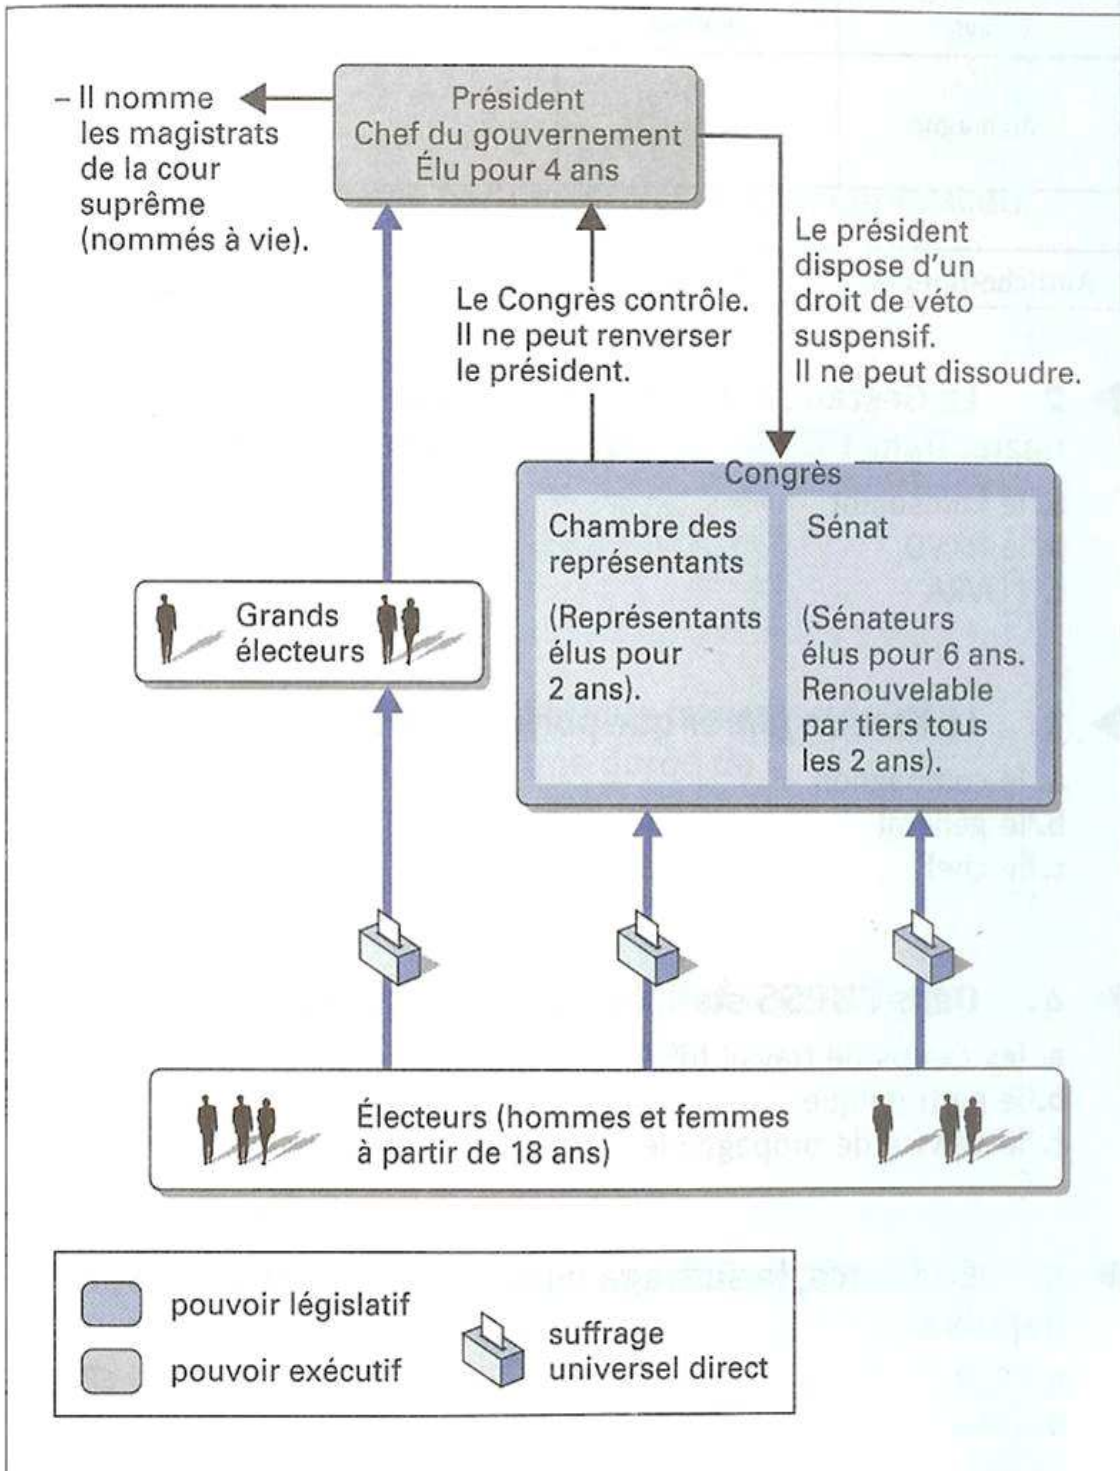 – Il nomme
les magistrats
de la cour
suprême
(nommés à vie).
Président
Chef du gouvernement
Élu pour 4 ans
Le Congrès contrôle.
Il ne peut renverser
le président.
Le président
dispose d'un
droit de véto
suspensif.
Il ne peut dissoudre.
Congrès
Chambre des
représentants
(Représentants
élus pour
2 ans).
Sénat
(Sénateurs
élus pour 6 ans.
Renouvelable
par tiers tous
les 2 ans).
Grands
électeurs
Électeurs (hommes et femmes
à partir de 18 ans)
pouvoir législatif
pouvoir exécutif
suffrage
universel direct